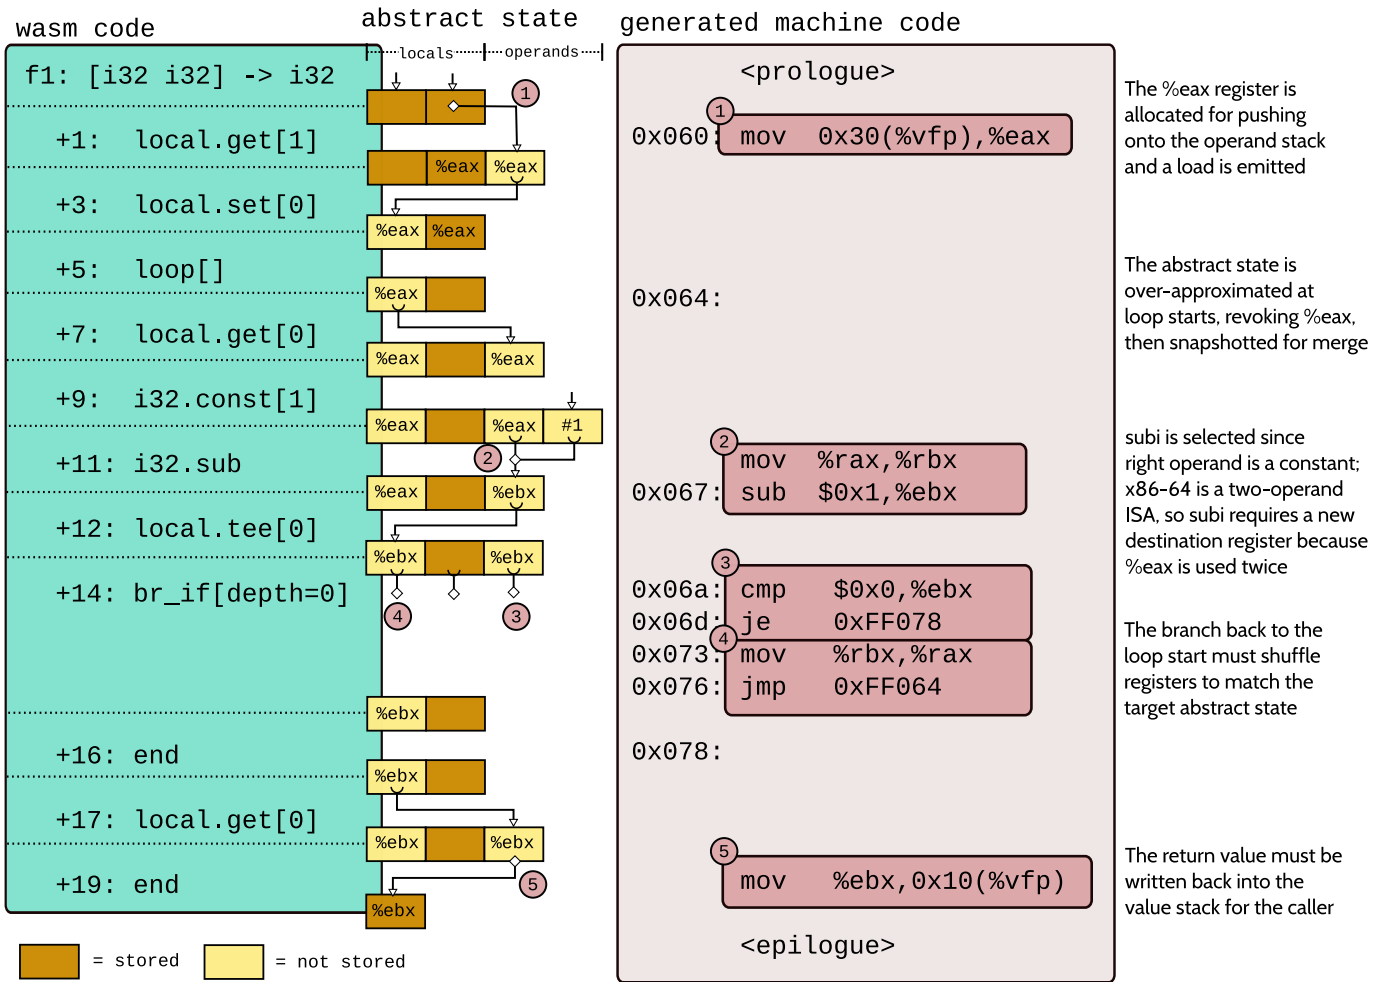 wasm code
abstract state
locals
operands
generated machine code
f1: [i32 i32] -> i32
1
+1: local.get[1]
%eax
%eax
+3: local.set[0]
%eax
%eax
+5: loop[]
%eax
+7: local.get[0]
%eax
%eax
+9: i32.const[1]
%eax
%eax
#1
+11: i32.sub
2
%eax
%ebx
+12: local.tee[0]
%ebx
%ebx
+14: br_if[depth=0]
4
3
%ebx
+16: end
%ebx
+17: local.get[0]
%ebx
%ebx
+19: end
5
%ebx
= stored
= not stored
<prologue>
1
0x060: mov 0x30(%vfp),%eax
0x064:
2
mov %rax,%rbx
0x067: sub $0x1,%ebx
3
0x06a: cmp $0x0,%ebx
0x06d: je 0xFF078
4
0x073: mov %rbx,%rax
0x076: jmp 0xFF064
0x078:
5
mov %ebx,0x10(%vfp)
<epilogue>
The %eax register is
allocated for pushing
onto the operand stack
and a load is emitted
The abstract state is
over-approximated at
loop starts, revoking %eax,
then snapshotted for merge
subi is selected since
right operand is a constant;
x86-64 is a two-operand
ISA, so subi requires a new
destination register because
%eax is used twice
The branch back to the
loop start must shuffle
registers to match the
target abstract state
The return value must be
written back into the
value stack for the caller